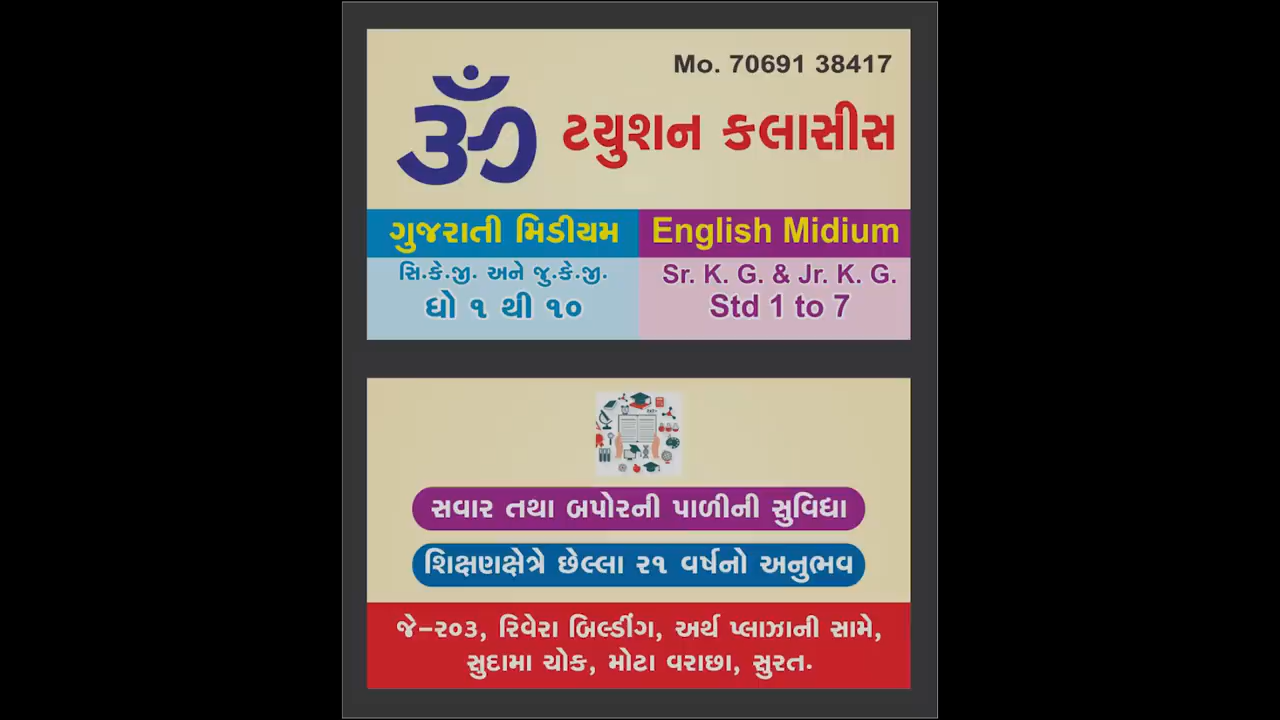 Mo. 70691 38417
ૐ ટયુશન કલાસીસ
ગુજરાતી મિડીયમ
સિ.કે.જી. અને જુ.કે.જી.
ધો ૧ થી ૧૦
English Midium
Sr. K. G. & Jr. K. G.
Std 1 to 7
સવાર તથા બપોરની પાળીની સુવિધા
શિક્ષણક્ષેત્રે છેલ્લા ૨૧ વર્ષનો અનુભવ
જે-૨૦૩, રિવેરા બિલ્ડીંગ, અર્થ પ્લાઝાની સામે,
સુદામા ચોક, મોટા વરાછા, સુરત.